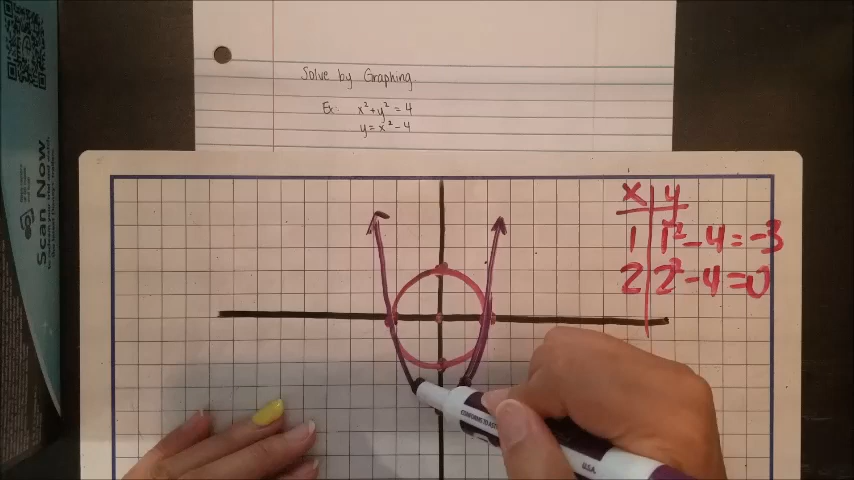 Solve by Graphing.
Ex: x²+y²=4
y=x²-4
x y
1 1²-4=-3
2 2²-4=0
Scan Now
U.S.A.